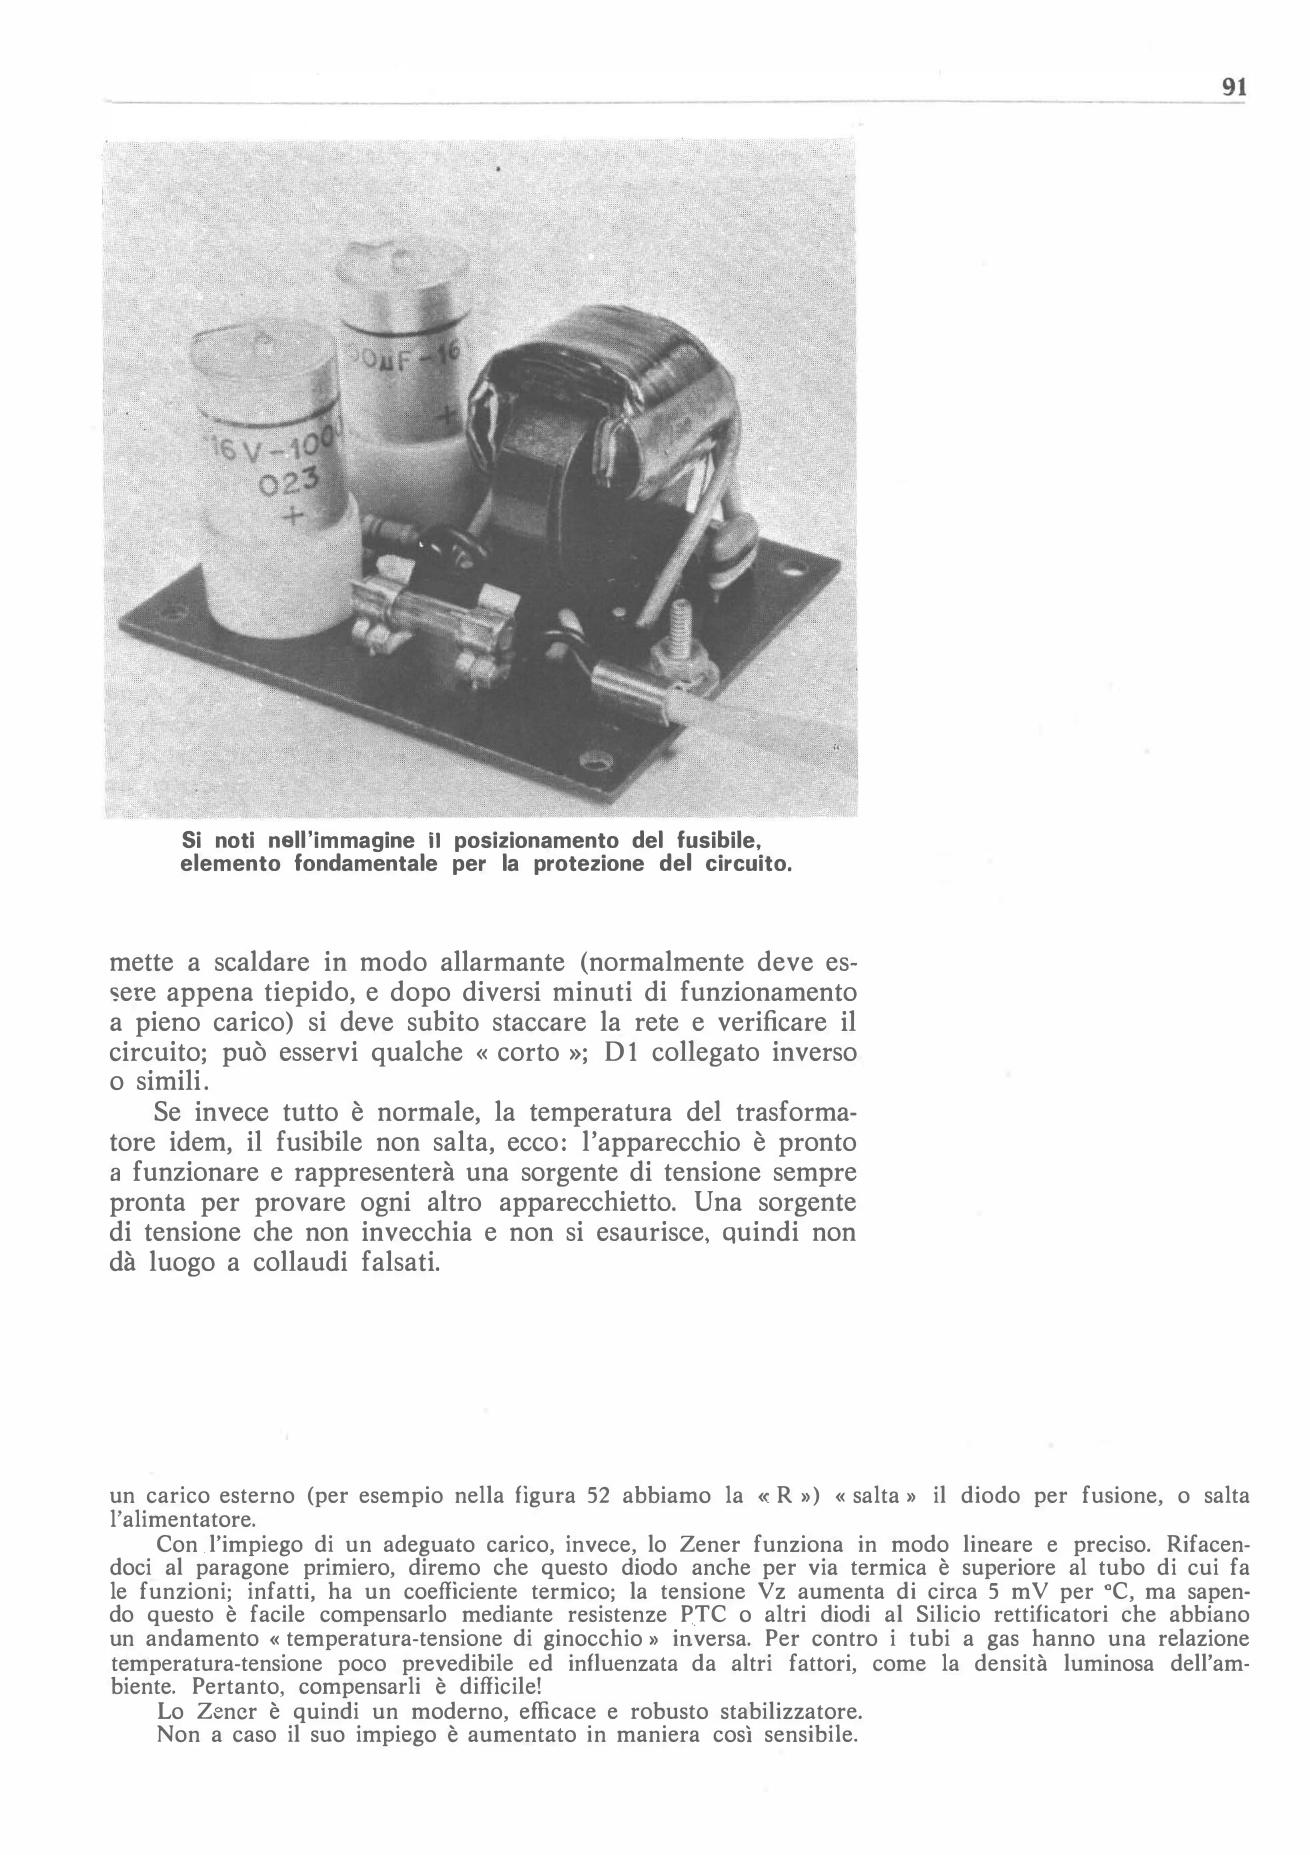 91
00µF-16
16V-100
023
+
+
Si noti nell'immagine il posizionamento del fusibile,
elemento fondamentale per la protezione del circuito.
mette a scaldare in modo allarmante (normalmente deve es-
sere appena tiepido, e dopo diversi minuti di funzionamento
a pieno carico) si deve subito staccare la rete e verificare il
circuito; può esservi qualche « corto »; D1 collegato inverso
o simili.
Se invece tutto è normale, la temperatura del trasforma-
tore idem, il fusibile non salta, ecco: l'apparecchio è pronto
a funzionare e rappresenterà una sorgente di tensione sempre
pronta per provare ogni altro apparecchietto. Una sorgente
di tensione che non invecchia e non si esaurisce, quindi non
dà luogo a collaudi falsati.
un carico esterno (per esempio nella figura 52 abbiamo la « R ») « salta » il diodo per fusione, o salta
l'alimentatore.
Con l'impiego di un adeguato carico, invece, lo Zener funziona in modo lineare e preciso. Rifacen-
doci al paragone primiero, diremo che questo diodo anche per via termica è superiore al tubo di cui fa
le funzioni; infatti, ha un coefficiente termico; la tensione Vz aumenta di circa 5 mV per °C, ma sapen-
do questo è facile compensarlo mediante resistenze PTC o altri diodi al Silicio rettificatori che abbiano
un andamento « temperatura-tensione di ginocchio » inversa. Per contro i tubi a gas hanno una relazione
temperatura-tensione poco prevedibile ed influenzata da altri fattori, come la densità luminosa dell'am-
biente. Pertanto, compensarli è difficile!
Lo Zener è quindi un moderno, efficace e robusto stabilizzatore.
Non a caso il suo impiego è aumentato in maniera così sensibile.